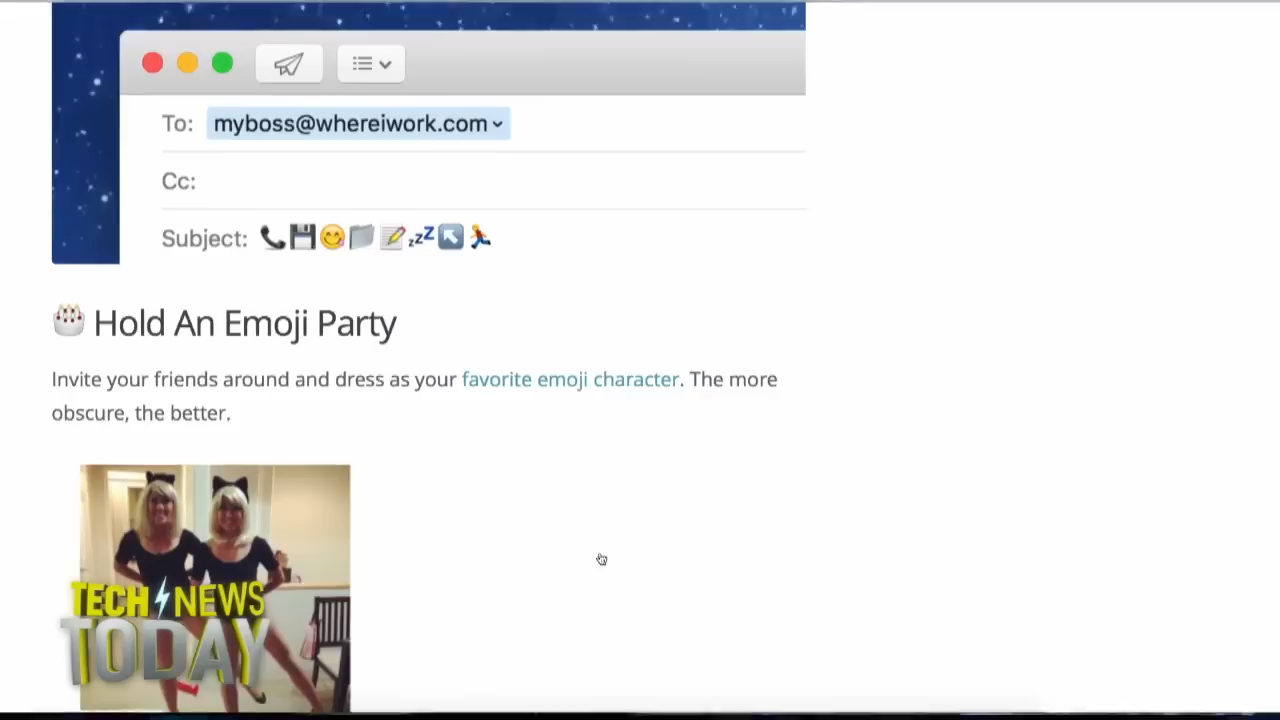 To: myboss@whereiwork.com
Cc:
Subject: 📞💾😋📁📝💤↖️🏃
🎂 Hold An Emoji Party
Invite your friends around and dress as your favorite emoji character. The more
obscure, the better.
TECH NEWS
TODAY